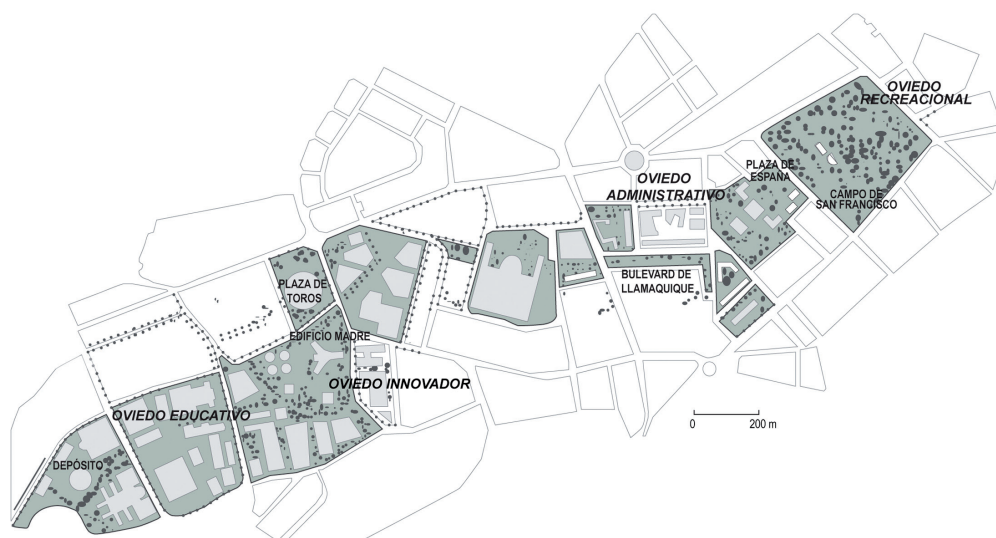 OVIEDO
RECREACIONAL
PLAZA DE
ESPAÑA
OVIEDO
ADMINISTRATIVO
CAMPO DE
SAN FRANCISCO
BULEVARD DE
LLAMAQUIQUE
PLAZA DE
TOROS
EDIFICIO MADRE
OVIEDO INNOVADOR
OVIEDO EDUCATIVO
DEPÓSITO
0 200 m